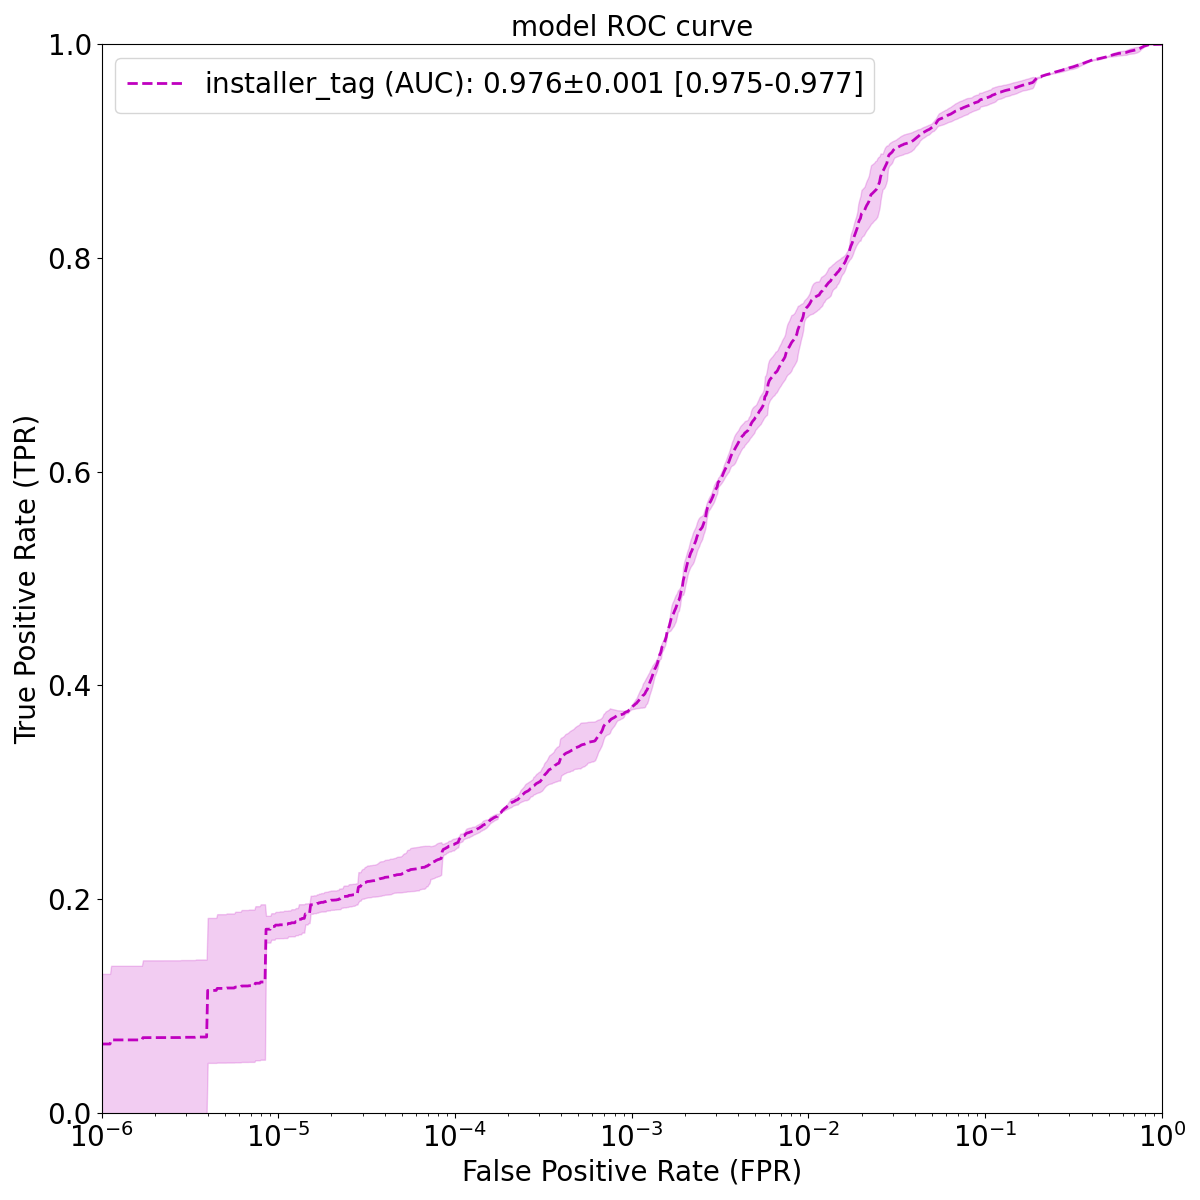 model ROC curve
installer_tag (AUC): 0.976±0.001 [0.975-0.977]
1.0
0.8
0.6
0.4
0.2
0.0
True Positive Rate (TPR)
10⁻⁶ 10⁻⁵ 10⁻⁴ 10⁻³ 10⁻² 10⁻¹ 10⁰
False Positive Rate (FPR)